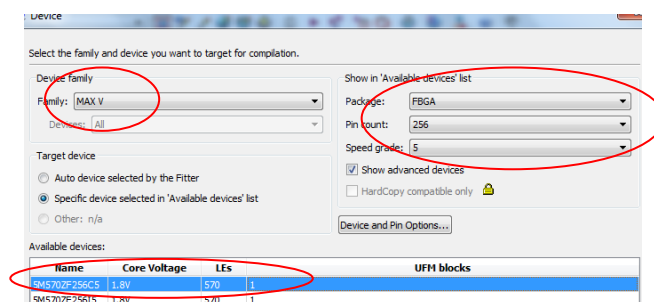 Device
Select the family and device you want to target for compilation.
Device family
Family: MAX V
Devices: All
Show in 'Available devices' list
Package: FBGA
Pin count: 256
Speed grade: 5
Show advanced devices
HardCopy compatible only
Target device
Auto device selected by the Fitter
Specific device selected in 'Available devices' list
Other: n/a
Device and Pin Options...
Available devices:
Name Core Voltage LEs UFM blocks
5M570ZF256C5 1.8V 570 1
5M570ZF256I5 1.8V 570 1